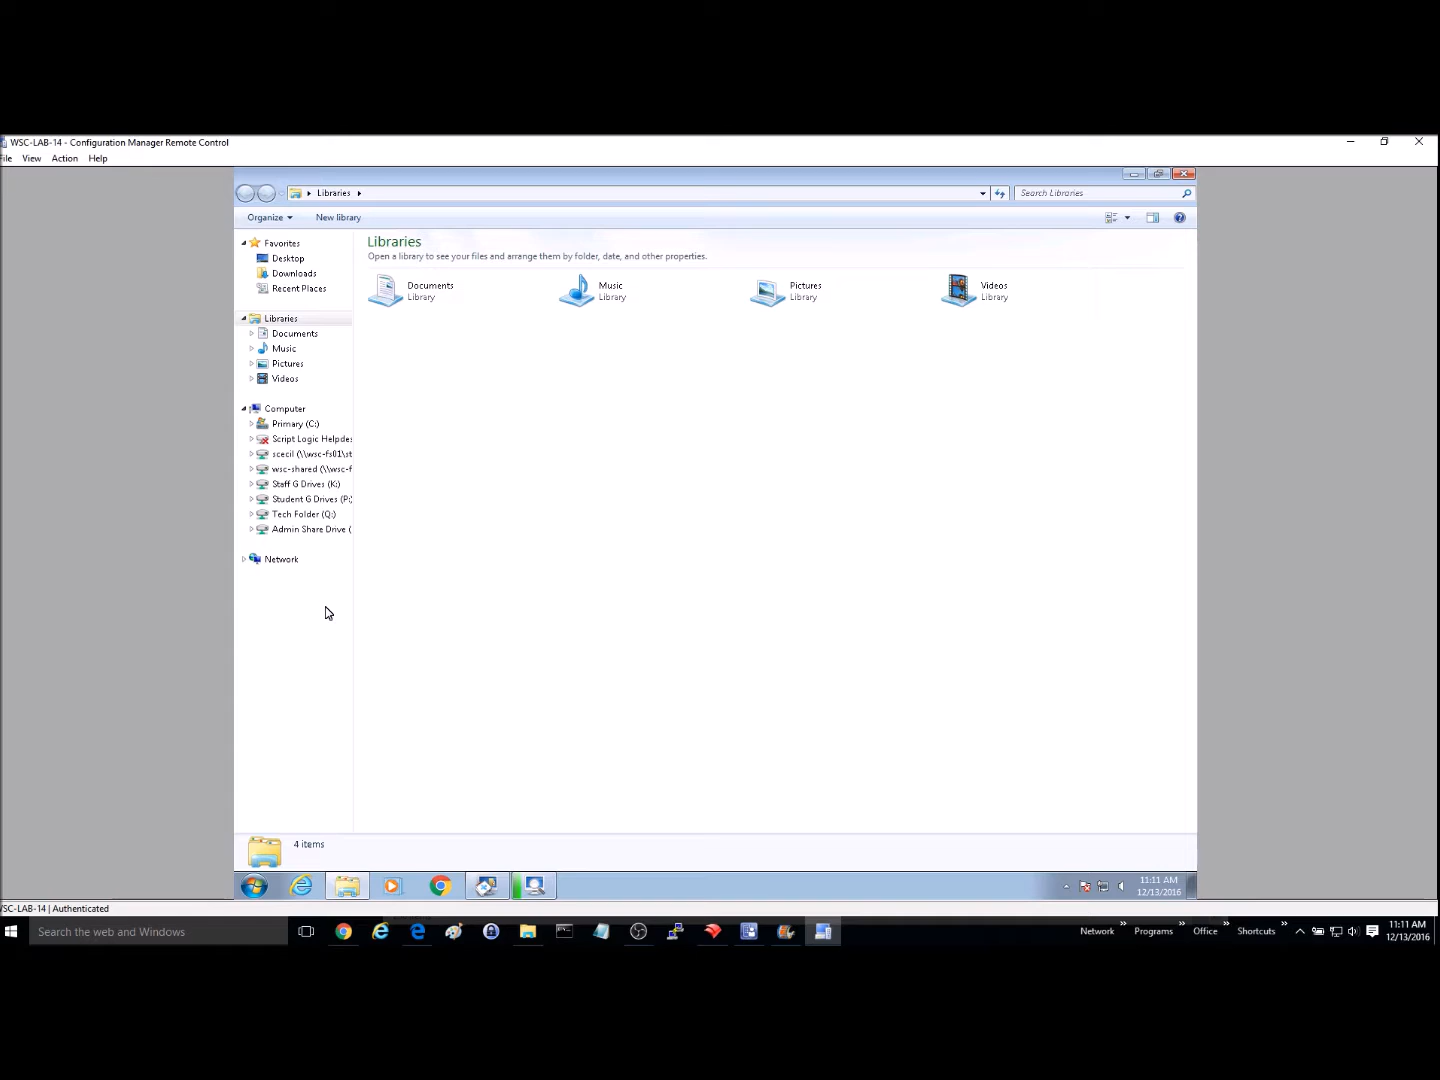 WSC-LAB-14 - Configuration Manager Remote Control
File View Action Help
Libraries
Search Libraries
Organize New library
Favorites
Desktop
Downloads
Recent Places
Libraries
Documents
Music
Pictures
Videos
Computer
Primary (C:)
Script Logic Helpdes
scecil (\\wsc-fs01\st
wsc-shared (\\wsc-f
Staff G Drives (K:)
Student G Drives (P:
Tech Folder (Q:)
Admin Share Drive (
Network
Libraries
Open a library to see your files and arrange them by folder, date, and other properties.
Documents
Library
Music
Library
Pictures
Library
Videos
Library
4 items
11:11 AM
12/13/2016
WSC-LAB-14 | Authenticated
Search the web and Windows
Network Programs Office Shortcuts
11:11 AM
12/13/2016